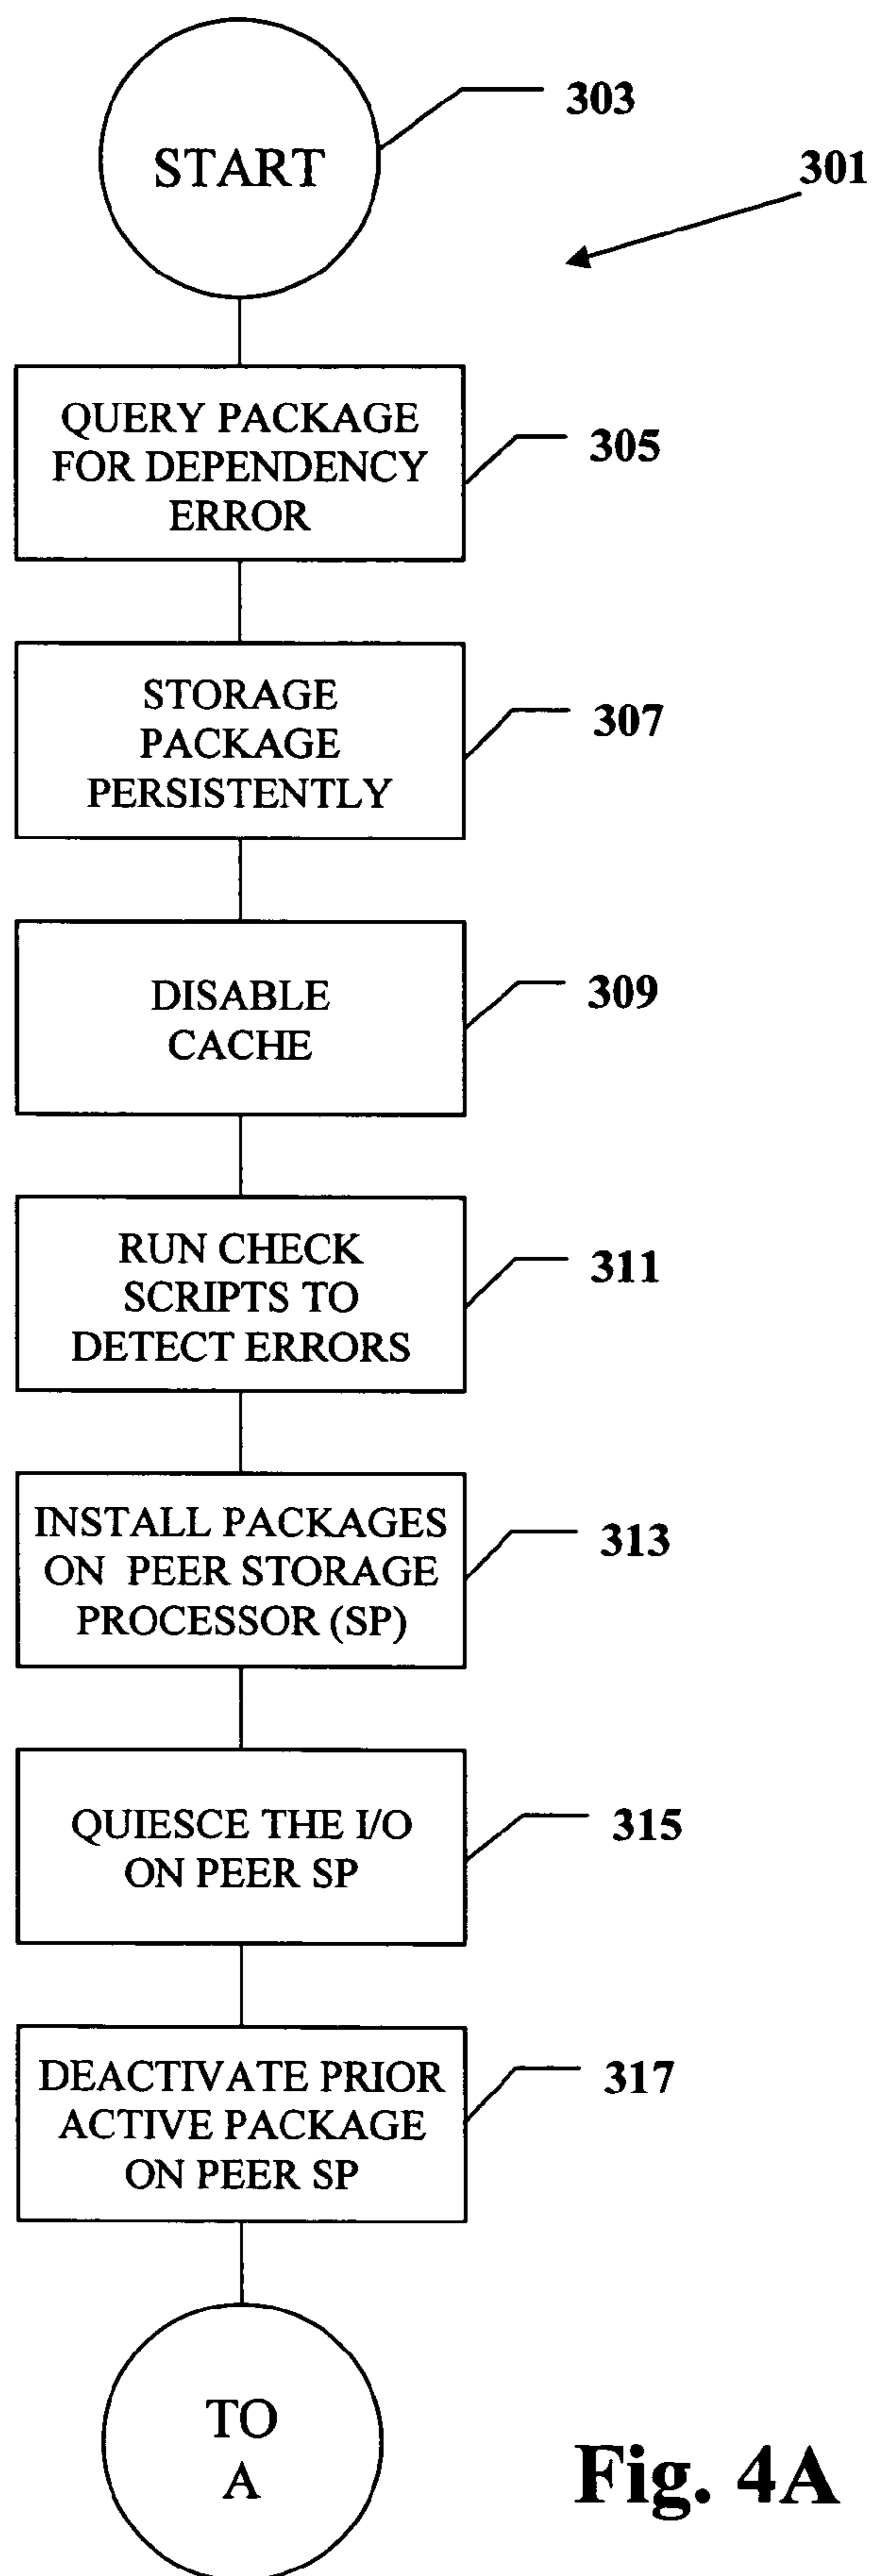 START
303
301
QUERY PACKAGE
FOR DEPENDENCY
ERROR
305
STORAGE
PACKAGE
PERSISTENTLY
307
DISABLE
CACHE
309
RUN CHECK
SCRIPTS TO
DETECT ERRORS
311
INSTALL PACKAGES
ON PEER STORAGE
PROCESSOR (SP)
313
QUIESCE THE I/O
ON PEER SP
315
DEACTIVATE PRIOR
ACTIVE PACKAGE
ON PEER SP
317
TO
A
Fig. 4A